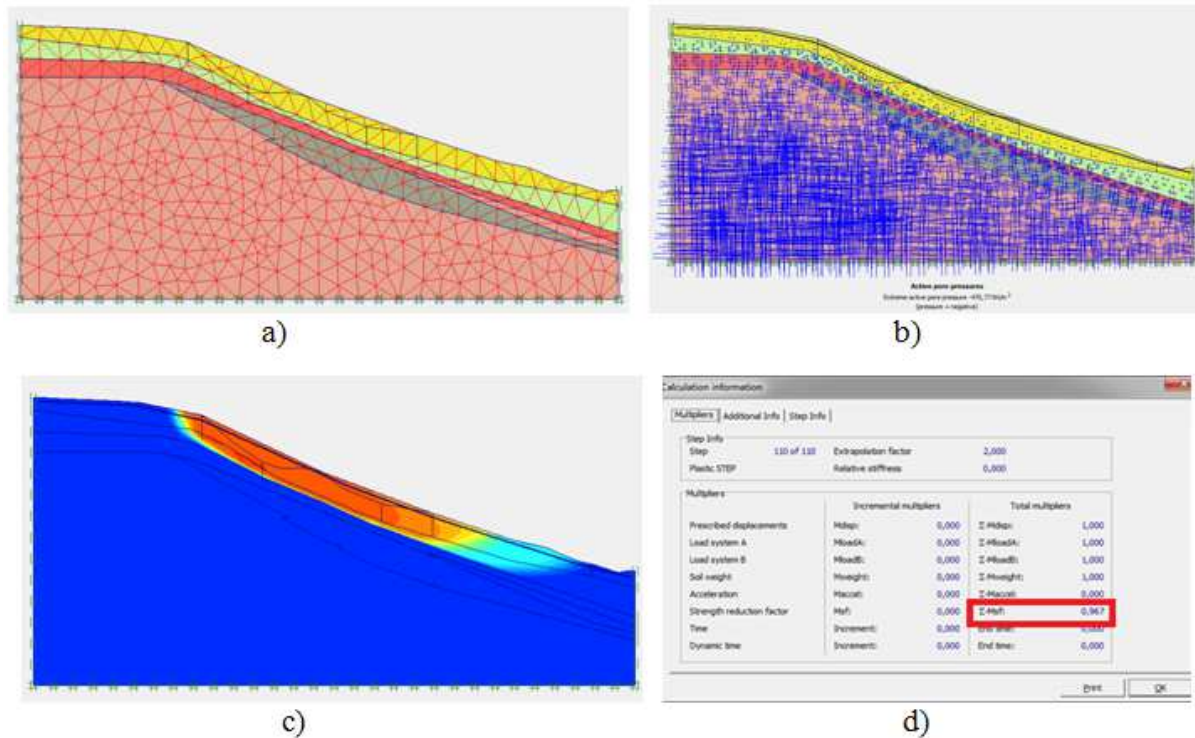 Active pore pressures
Extreme active pore pressure
(pressure = negative)
a)
b)
Calculation information
Multipliers Additional Info Step Info
Step Info
Step 110 of 110 Extrapolation factor 2,000
Plastic STEP Relative stiffness 0,000
Multipliers
Incremental multipliers Total multipliers
Prescribed displacements Mdisp: 0,000 Σ-Mdisp: 1,000
Load system A MloadA: 0,000 Σ-MloadA: 1,000
Load system B MloadB: 0,000 Σ-MloadB: 1,000
Soil weight Mweight: 0,000 Σ-Mweight: 1,000
Acceleration Maccel: 0,000 Σ-Maccel: 0,000
Strength reduction factor Msf: 0,000 Σ-Msf: 0,967
Time Increment: 0,000 End time: 0,000
Dynamic time Increment: 0,000 End time: 0,000
Print OK
c)
d)